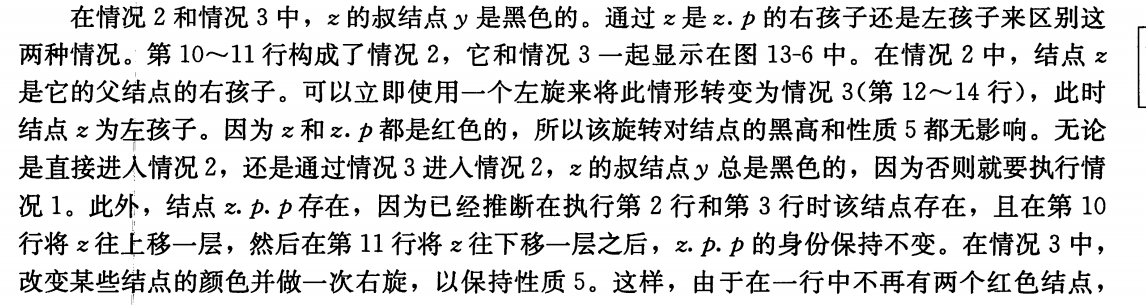 在情况 2 和情况 3 中，z 的叔结点 y 是黑色的。通过 z 是 z. p 的右孩子还是左孩子来区别这
两种情况。第 10～11 行构成了情况 2，它和情况 3 一起显示在图 13-6 中。在情况 2 中，结点 z
是它的父结点的右孩子。可以立即使用一个左旋来将此情形转变为情况 3(第 12～14 行)，此时
结点 z 为左孩子。因为 z 和 z. p 都是红色的，所以该旋转对结点的黑高和性质 5 都无影响。无论
是直接进入情况 2，还是通过情况 3 进入情况 2，z 的叔结点 y 总是黑色的，因为否则就要执行情
况 1。此外，结点 z. p. p 存在，因为已经推断在执行第 2 行和第 3 行时该结点存在，且在第 10
行将 z 往上移一层，然后在第 11 行将 z 往下移一层之后，z. p. p 的身份保持不变。在情况 3 中，
改变某些结点的颜色并做一次右旋，以保持性质 5。这样，由于在一行中不再有两个红色结点，